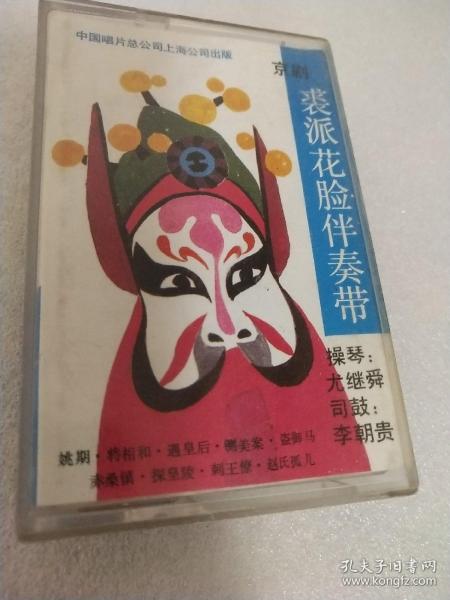 中国唱片总公司上海公司出版
京剧
裘派花脸伴奏带
操琴：
尤继舜
司鼓：
李朝贵
姚期·将相和·遇皇后·铡美案·盗御马
赤桑镇·探皇陵·刺王僚·赵氏孤儿
孔夫子旧书网
www.kongfz.com